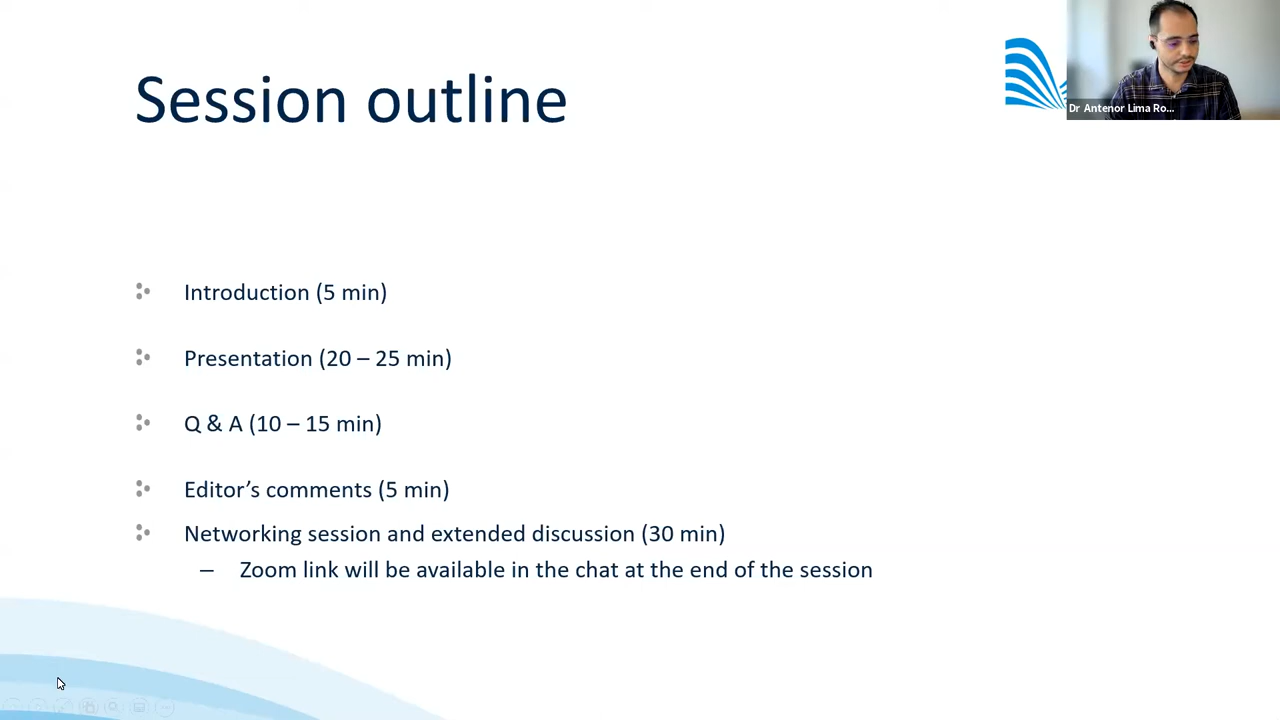 Session outline
Dr Antenor Lima Ro...
Introduction (5 min)
Presentation (20 – 25 min)
Q & A (10 – 15 min)
Editor’s comments (5 min)
Networking session and extended discussion (30 min)
– Zoom link will be available in the chat at the end of the session